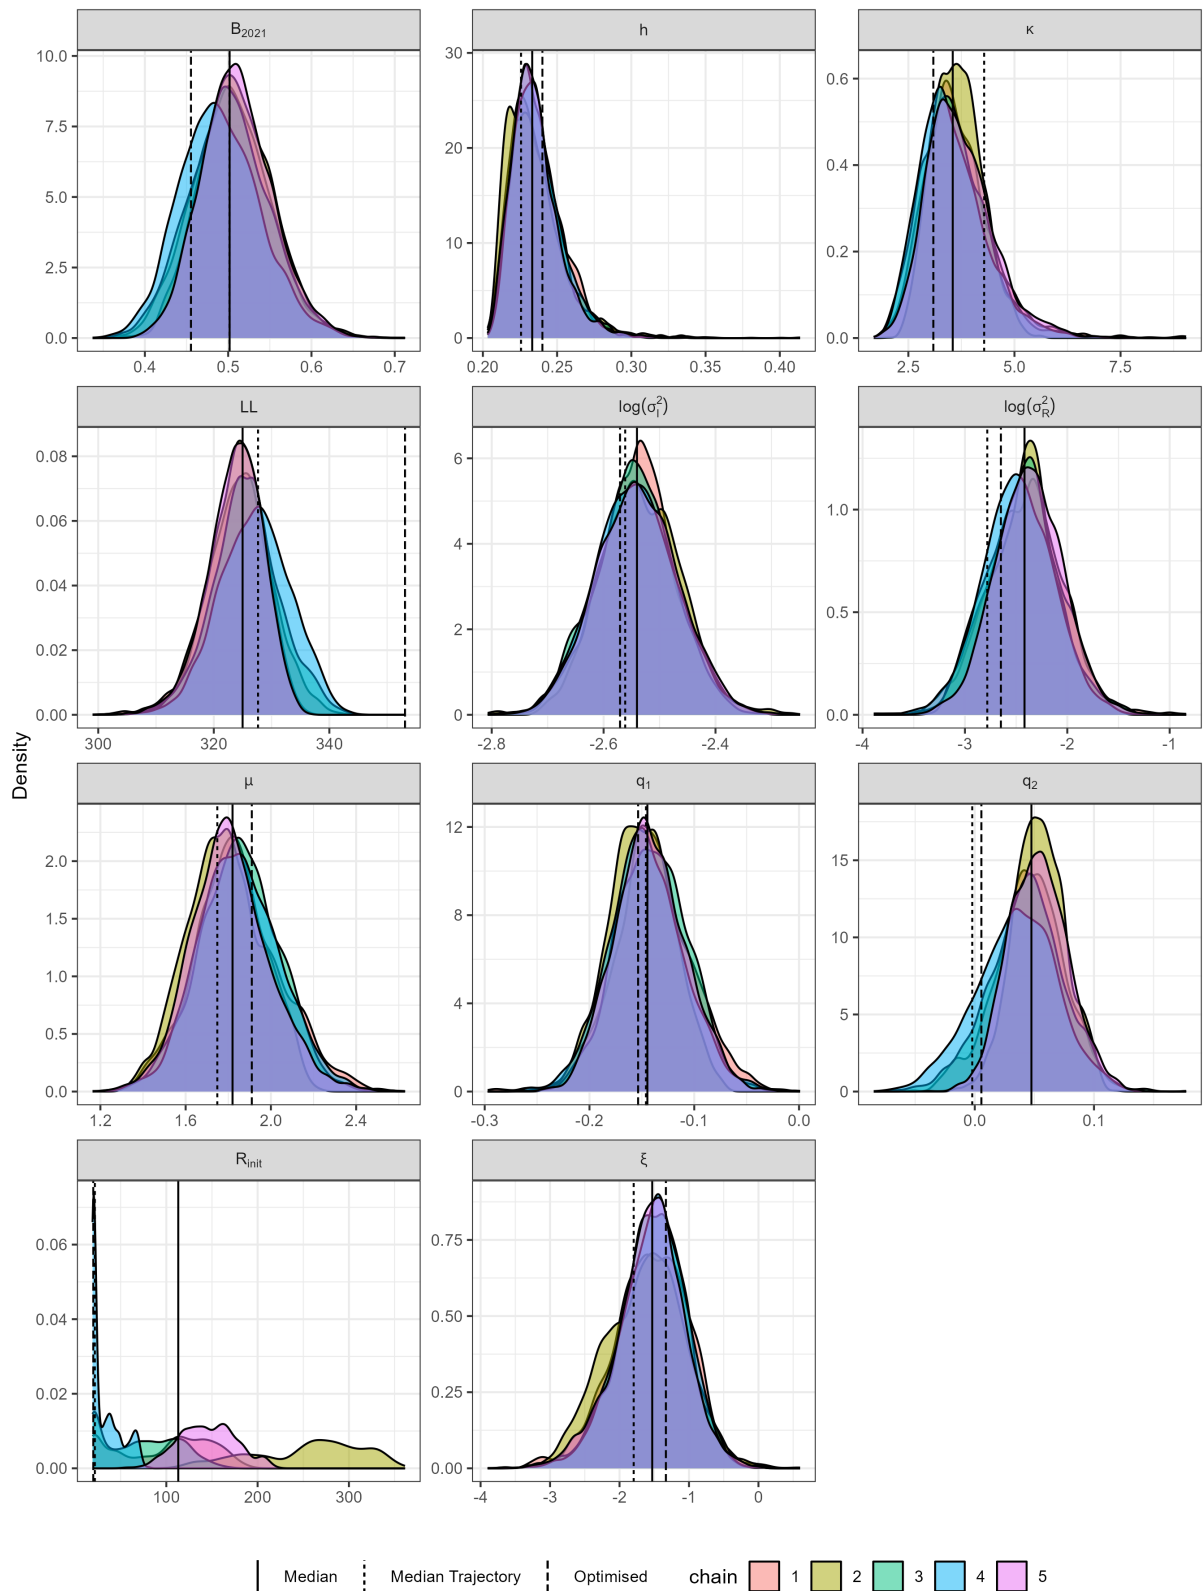 B2021 h κ
10.0
7.5
5.0
2.5
0.0
0.4 0.5 0.6 0.7
30
20
10
0
0.20 0.25 0.30 0.35 0.40
0.6
0.4
0.2
0.0
2.5 5.0 7.5
LL log(σ²I) log(σ²R)
0.08
0.06
0.04
0.02
0.00
300 320 340
6
4
2
0
-2.8 -2.6 -2.4
1.0
0.5
0.0
-4 -3 -2 -1
Density
μ q1 q2
2.0
1.5
1.0
0.5
0.0
1.2 1.6 2.0 2.4
12
8
4
0
-0.3 -0.2 -0.1 0.0
15
10
5
0
0.0 0.1
Rinit ξ
0.06
0.04
0.02
0.00
100 200 300
0.75
0.50
0.25
0.00
-4 -3 -2 -1 0
Median Median Trajectory Optimised chain 1 2 3 4 5